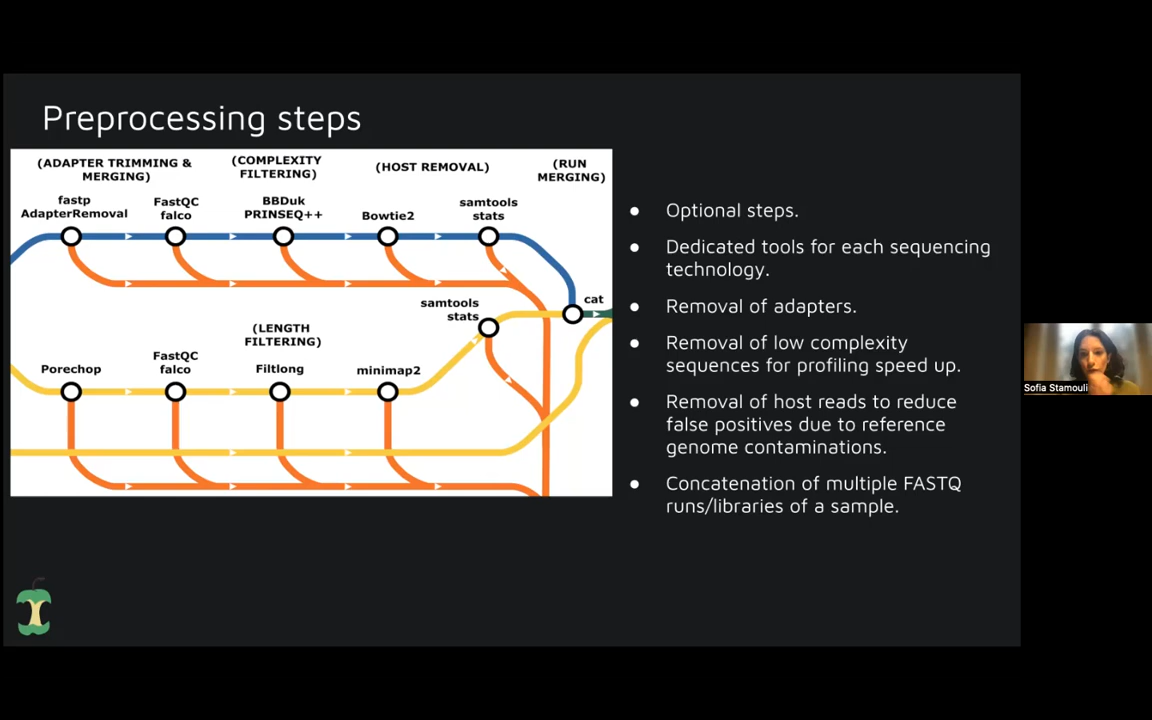 Preprocessing steps
(ADAPTER TRIMMING &
MERGING)
(COMPLEXITY
FILTERING)
(HOST REMOVAL)
(RUN
MERGING)
fastp
AdapterRemoval
FastQC
falco
BBDuk
PRINSEQ++
Bowtie2
samtools
stats
cat
samtools
stats
(LENGTH
FILTERING)
Porechop
FastQC
falco
Filtlong
minimap2
● Optional steps.
● Dedicated tools for each sequencing
technology.
● Removal of adapters.
● Removal of low complexity
sequences for profiling speed up.
● Removal of host reads to reduce
false positives due to reference
genome contaminations.
● Concatenation of multiple FASTQ
runs/libraries of a sample.
Sofia Stamouli